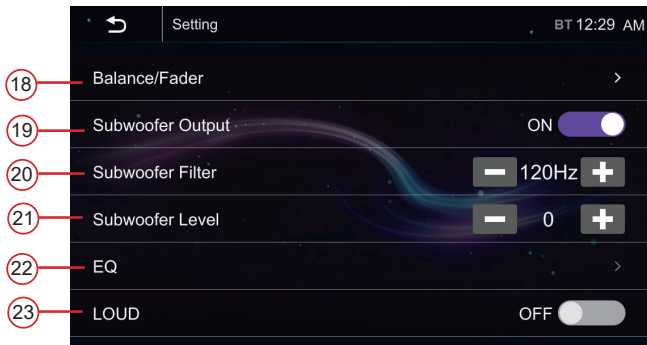 Setting BT 12:29 AM
18 Balance/Fader >
19 Subwoofer Output ON
20 Subwoofer Filter − 120Hz +
21 Subwoofer Level − 0 +
22 EQ >
23 LOUD OFF